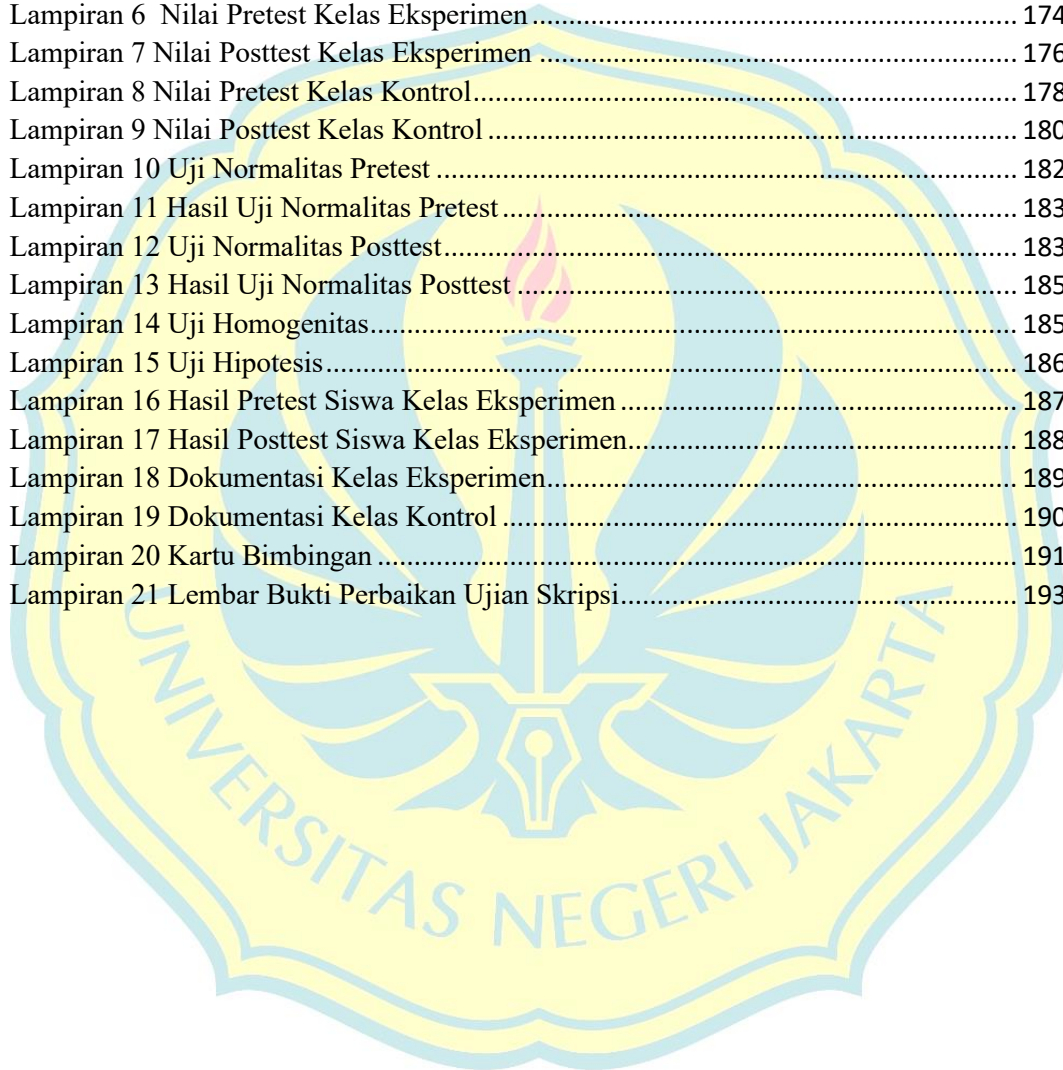 Lampiran 6  Nilai Pretest Kelas Eksperimen ........................................................ 174
Lampiran 7 Nilai Posttest Kelas Eksperimen ....................................................... 176
Lampiran 8 Nilai Pretest Kelas Kontrol................................................................ 178
Lampiran 9 Nilai Posttest Kelas Kontrol .............................................................. 180
Lampiran 10 Uji Normalitas Pretest ..................................................................... 182
Lampiran 11 Hasil Uji Normalitas Pretest ............................................................ 183
Lampiran 12 Uji Normalitas Posttest.................................................................... 183
Lampiran 13 Hasil Uji Normalitas Posttest .......................................................... 185
Lampiran 14 Uji Homogenitas.............................................................................. 185
Lampiran 15 Uji Hipotesis.................................................................................... 186
Lampiran 16 Hasil Pretest Siswa Kelas Eksperimen ............................................ 187
Lampiran 17 Hasil Posttest Siswa Kelas Eksperimen........................................... 188
Lampiran 18 Dokumentasi Kelas Eksperimen...................................................... 189
Lampiran 19 Dokumentasi Kelas Kontrol ............................................................ 190
Lampiran 20 Kartu Bimbingan ............................................................................. 191
Lampiran 21 Lembar Bukti Perbaikan Ujian Skripsi............................................ 193
UNIVERSITAS NEGERI JAKARTA